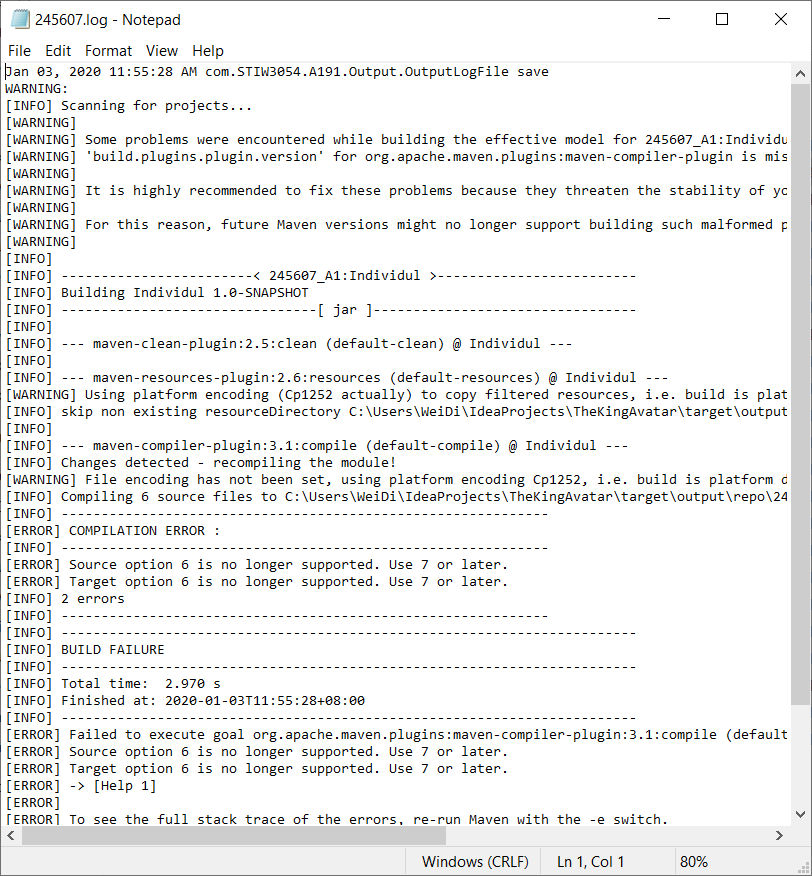 245607.log - Notepad
File Edit Format View Help
Jan 03, 2020 11:55:28 AM com.STIW3054.A191.Output.OutputLogFile save
WARNING:
[INFO] Scanning for projects...
[WARNING]
[WARNING] Some problems were encountered while building the effective model for 245607_A1:Individu
[WARNING] 'build.plugins.plugin.version' for org.apache.maven.plugins:maven-compiler-plugin is mis
[WARNING]
[WARNING] It is highly recommended to fix these problems because they threaten the stability of yo
[WARNING]
[WARNING] For this reason, future Maven versions might no longer support building such malformed p
[WARNING]
[INFO]
[INFO] ------------------------< 245607_A1:Individul >-------------------------
[INFO] Building Individul 1.0-SNAPSHOT
[INFO] --------------------------------[ jar ]---------------------------------
[INFO]
[INFO] --- maven-clean-plugin:2.5:clean (default-clean) @ Individul ---
[INFO]
[INFO] --- maven-resources-plugin:2.6:resources (default-resources) @ Individul ---
[WARNING] Using platform encoding (Cp1252 actually) to copy filtered resources, i.e. build is plat
[INFO] skip non existing resourceDirectory C:\Users\WeiDi\IdeaProjects\TheKingAvatar\target\output
[INFO]
[INFO] --- maven-compiler-plugin:3.1:compile (default-compile) @ Individul ---
[INFO] Changes detected - recompiling the module!
[WARNING] File encoding has not been set, using platform encoding Cp1252, i.e. build is platform d
[INFO] Compiling 6 source files to C:\Users\WeiDi\IdeaProjects\TheKingAvatar\target\output\repo\24
[INFO] -------------------------------------------------------------
[ERROR] COMPILATION ERROR :
[INFO] -------------------------------------------------------------
[ERROR] Source option 6 is no longer supported. Use 7 or later.
[ERROR] Target option 6 is no longer supported. Use 7 or later.
[INFO] 2 errors
[INFO] -------------------------------------------------------------
[INFO] ------------------------------------------------------------------------
[INFO] BUILD FAILURE
[INFO] ------------------------------------------------------------------------
[INFO] Total time:  2.970 s
[INFO] Finished at: 2020-01-03T11:55:28+08:00
[INFO] ------------------------------------------------------------------------
[ERROR] Failed to execute goal org.apache.maven.plugins:maven-compiler-plugin:3.1:compile (default
[ERROR] Source option 6 is no longer supported. Use 7 or later.
[ERROR] Target option 6 is no longer supported. Use 7 or later.
[ERROR] -> [Help 1]
[ERROR]
[ERROR] To see the full stack trace of the errors, re-run Maven with the -e switch.
Windows (CRLF) Ln 1, Col 1 80%